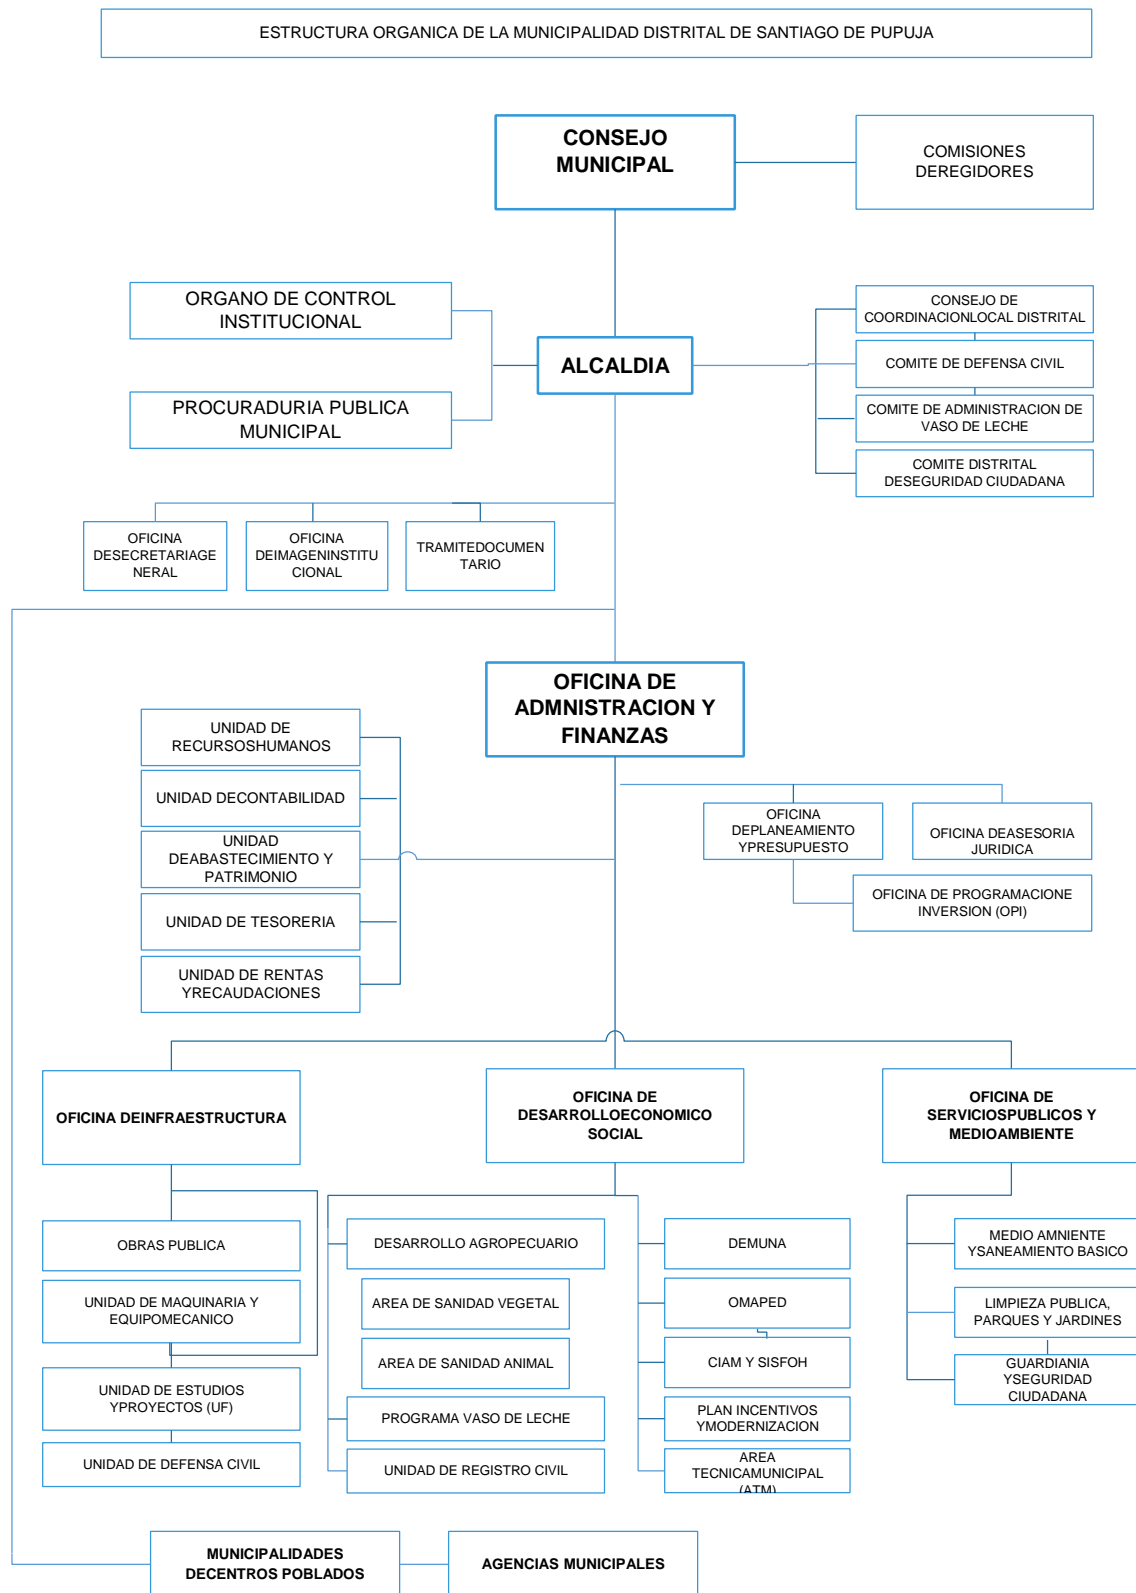 ESTRUCTURA ORGANICA DE LA MUNICIPALIDAD DISTRITAL DE SANTIAGO DE PUPUJA
CONSEJO
MUNICIPAL
COMISIONES
DEREGIDORES
ORGANO DE CONTROL
INSTITUCIONAL
CONSEJO DE
COORDINACIONLOCAL DISTRITAL
ALCALDIA
COMITE DE DEFENSA CIVIL
PROCURADURIA PUBLICA
MUNICIPAL
COMITE DE ADMINISTRACION DE
VASO DE LECHE
COMITE DISTRITAL
DESEGURIDAD CIUDADANA
OFICINA
DESECRETARIAGE
NERAL
OFICINA
DEIMAGENINSTITU
CIONAL
TRAMITEDOCUMEN
TARIO
OFICINA DE
ADMNISTRACION Y
FINANZAS
UNIDAD DE
RECURSOSHUMANOS
UNIDAD DECONTABILIDAD
UNIDAD
DEABASTECIMIENTO Y
PATRIMONIO
UNIDAD DE TESORERIA
UNIDAD DE RENTAS
YRECAUDACIONES
OFICINA
DEPLANEAMIENTO
YPRESUPUESTO
OFICINA DEASESORIA
JURIDICA
OFICINA DE PROGRAMACIONE
INVERSION (OPI)
OFICINA DEINFRAESTRUCTURA
OFICINA DE
DESARROLLOECONOMICO
SOCIAL
OFICINA DE
SERVICIOSPUBLICOS Y
MEDIOAMBIENTE
OBRAS PUBLICA
UNIDAD DE MAQUINARIA Y
EQUIPOMECANICO
UNIDAD DE ESTUDIOS
YPROYECTOS (UF)
UNIDAD DE DEFENSA CIVIL
DESARROLLO AGROPECUARIO
AREA DE SANIDAD VEGETAL
AREA DE SANIDAD ANIMAL
PROGRAMA VASO DE LECHE
UNIDAD DE REGISTRO CIVIL
DEMUNA
OMAPED
CIAM Y SISFOH
PLAN INCENTIVOS
YMODERNIZACION
AREA
TECNICAMUNICIPAL
(ATM)
MEDIO AMNIENTE
YSANEAMIENTO BASICO
LIMPIEZA PUBLICA,
PARQUES Y JARDINES
GUARDIANIA
YSEGURIDAD
CIUDADANA
MUNICIPALIDADES
DECENTROS POBLADOS
AGENCIAS MUNICIPALES